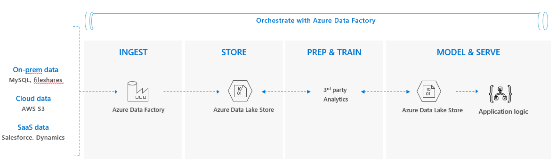 Orchestrate with Azure Data Factory
INGEST
STORE
PREP & TRAIN
MODEL & SERVE
On-prem data
MySQL, fileshares
Cloud data
AWS S3
SaaS data
Salesforce, Dynamics
Azure Data Factory
Azure Data Lake Store
3rd party
Analytics
Azure Data Lake Store
Application logic